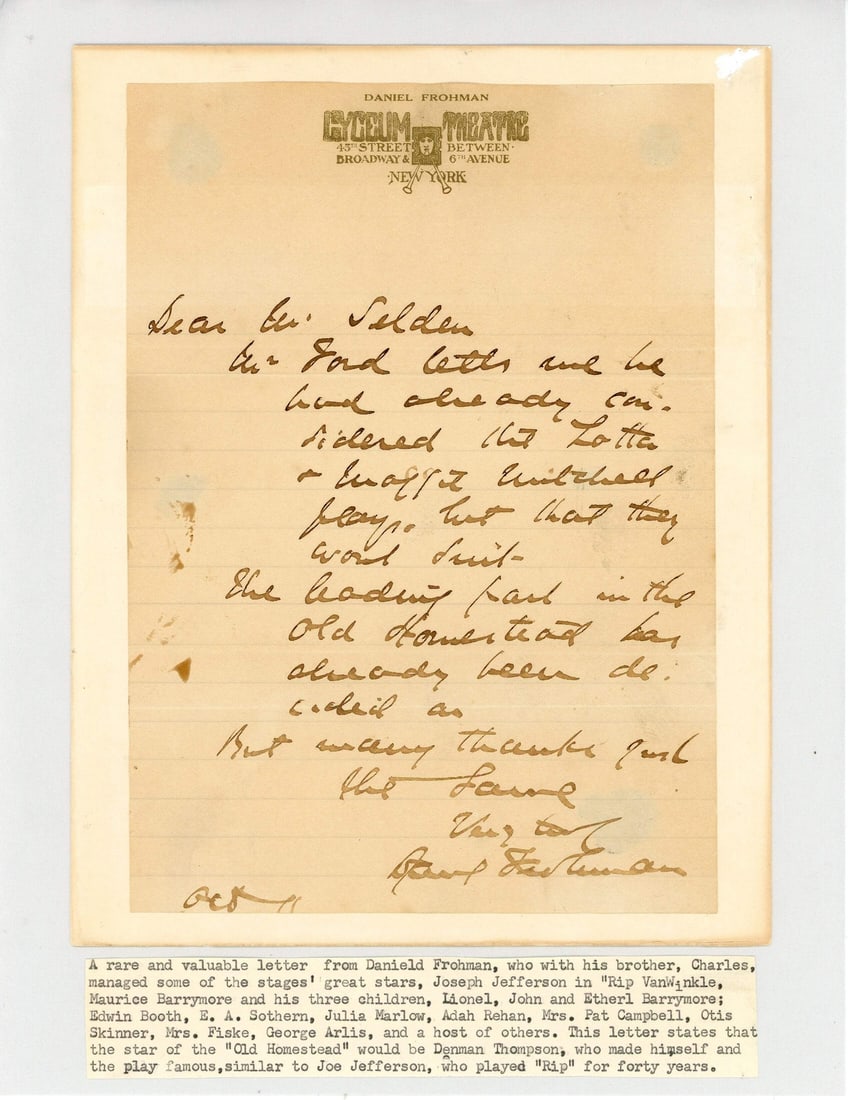 DANIEL FROHMAN
LYCEUM THEATRE
45TH STREET BETWEEN
BROADWAY & 6TH AVENUE
NEW YORK
Dear Mr. Selden
Mr Ford tells me he
had already con-
sidered the Lotta
& Maggie Mitchell
plays, but that they
wont suit
The leading part in the
Old Homestead has
already been de-
cided on
But many thanks just
the Same
Very truly
Daniel Frohman
Oct 11
A rare and valuable letter from Danield Frohman, who with his brother, Charles,
managed some of the stages' great stars, Joseph Jefferson in "Rip VanWinkle,
Maurice Barrymore and his three children, Lionel, John and Etherl Barrymore;
Edwin Booth, E. A. Sothern, Julia Marlow, Adah Rehan, Mrs. Pat Campbell, Otis
Skinner, Mrs. Fiske, George Arlis, and a host of others. This letter states that
the star of the "Old Homestead" would be Denman Thompson, who made himself and
the play famous,similar to Joe Jefferson, who played "Rip" for forty years.